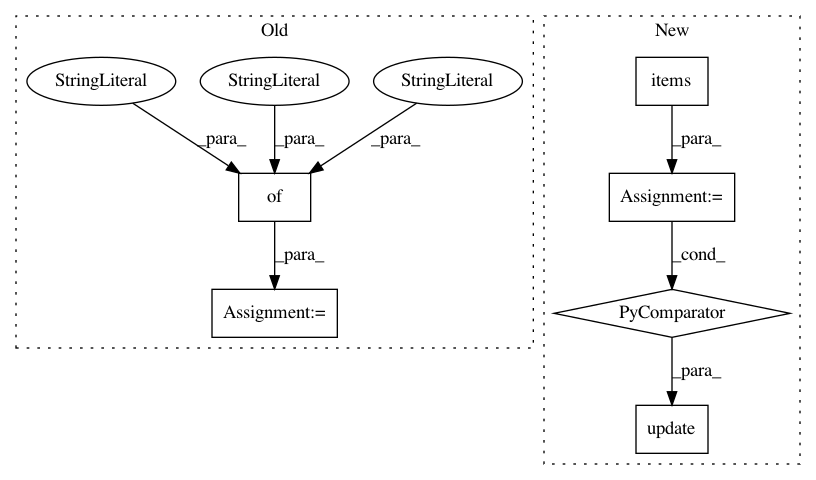 Old
New
StringLiteral
StringLiteral
StringLiteral
items
_para_
_para_
_para_
_para_
of
Assignment:=
_para_
_cond_
Assignment:=
PyComparator
_para_
update